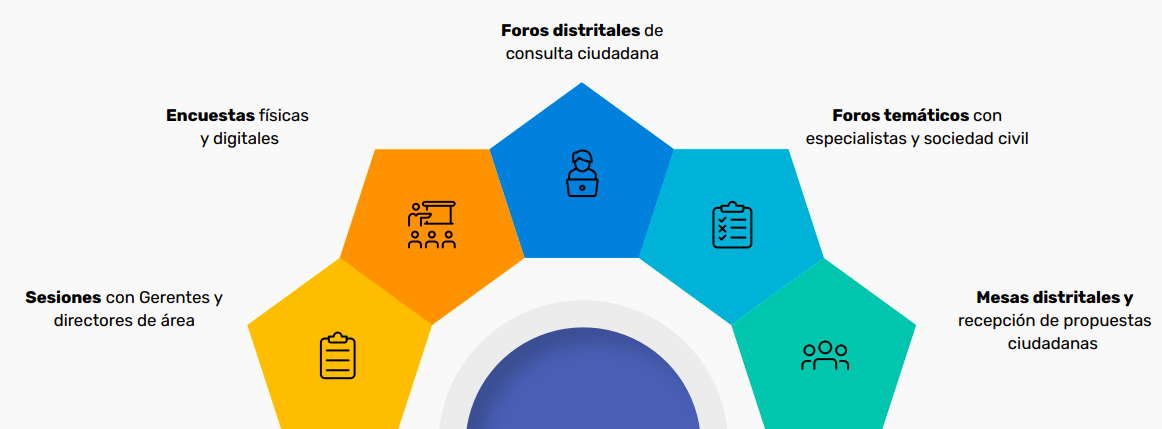 Foros distritales de
consulta ciudadana
Encuestas físicas
y digitales
Foros temáticos con
especialistas y sociedad civil
Sesiones con Gerentes y
directores de área
Mesas distritales y
recepción de propuestas
ciudadanas